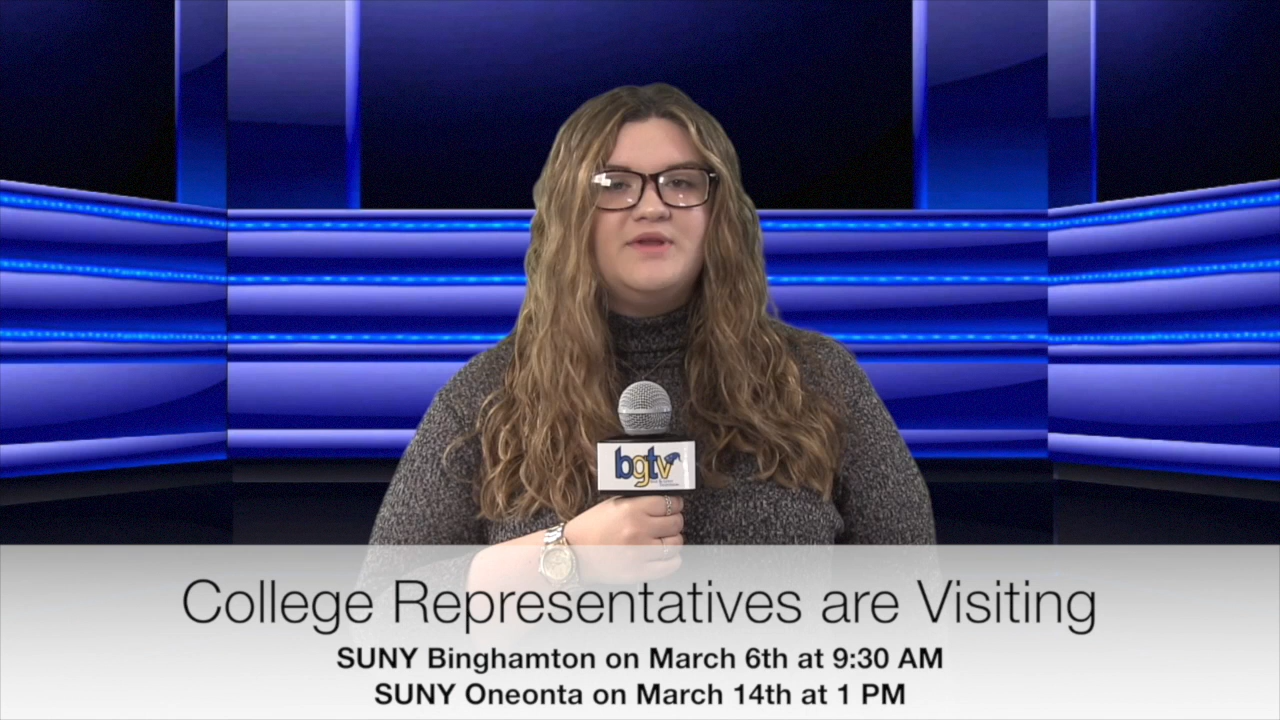 bgtv
College Representatives are Visiting
SUNY Binghamton on March 6th at 9:30 AM
SUNY Oneonta on March 14th at 1 PM